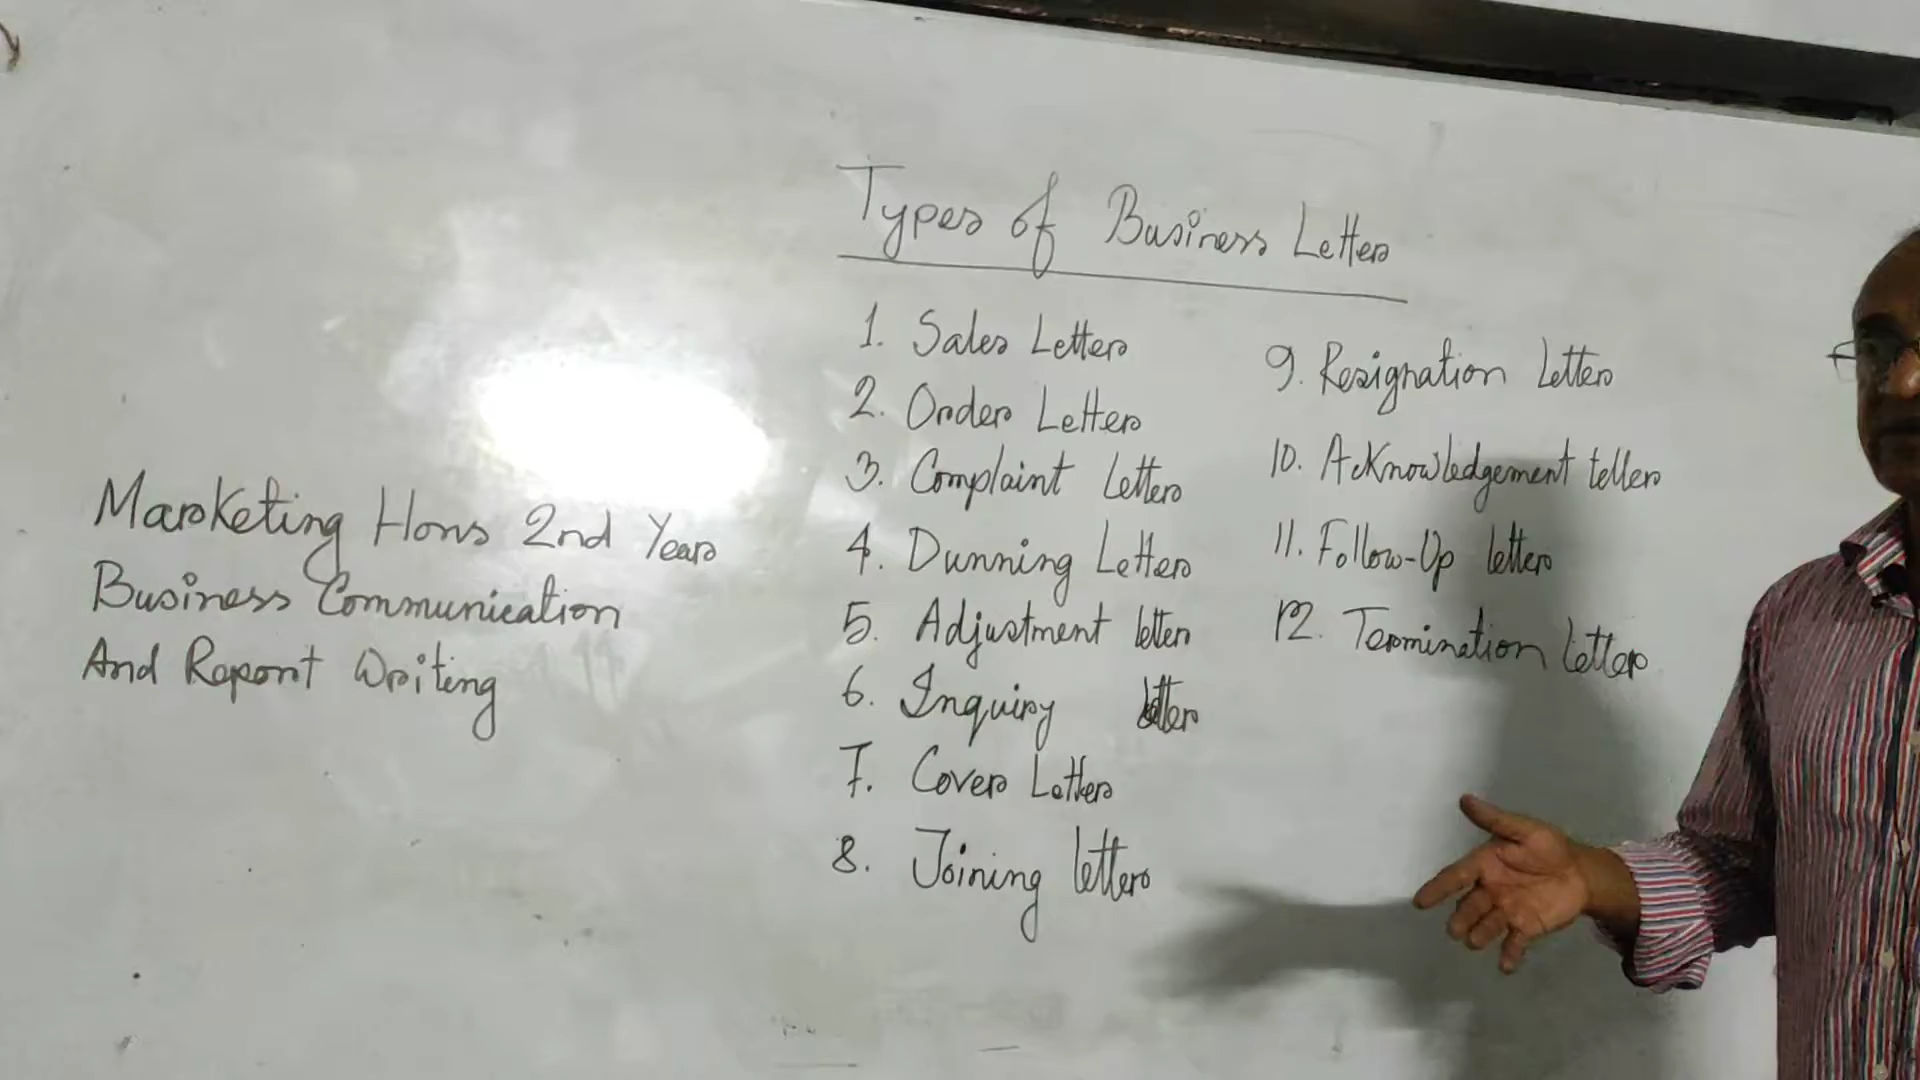 Types of Business Letter
Marketing Hons 2nd Year
Business Communication
And Report Writing
1. Sales Letter
2. Order Letter
3. Complaint Letter
4. Dunning Letter
5. Adjustment letter
6. Inquiry letter
7. Cover Letter
8. Joining letter
9. Resignation Letter
10. Acknowledgement letter
11. Follow-Up letter
12. Termination Letter